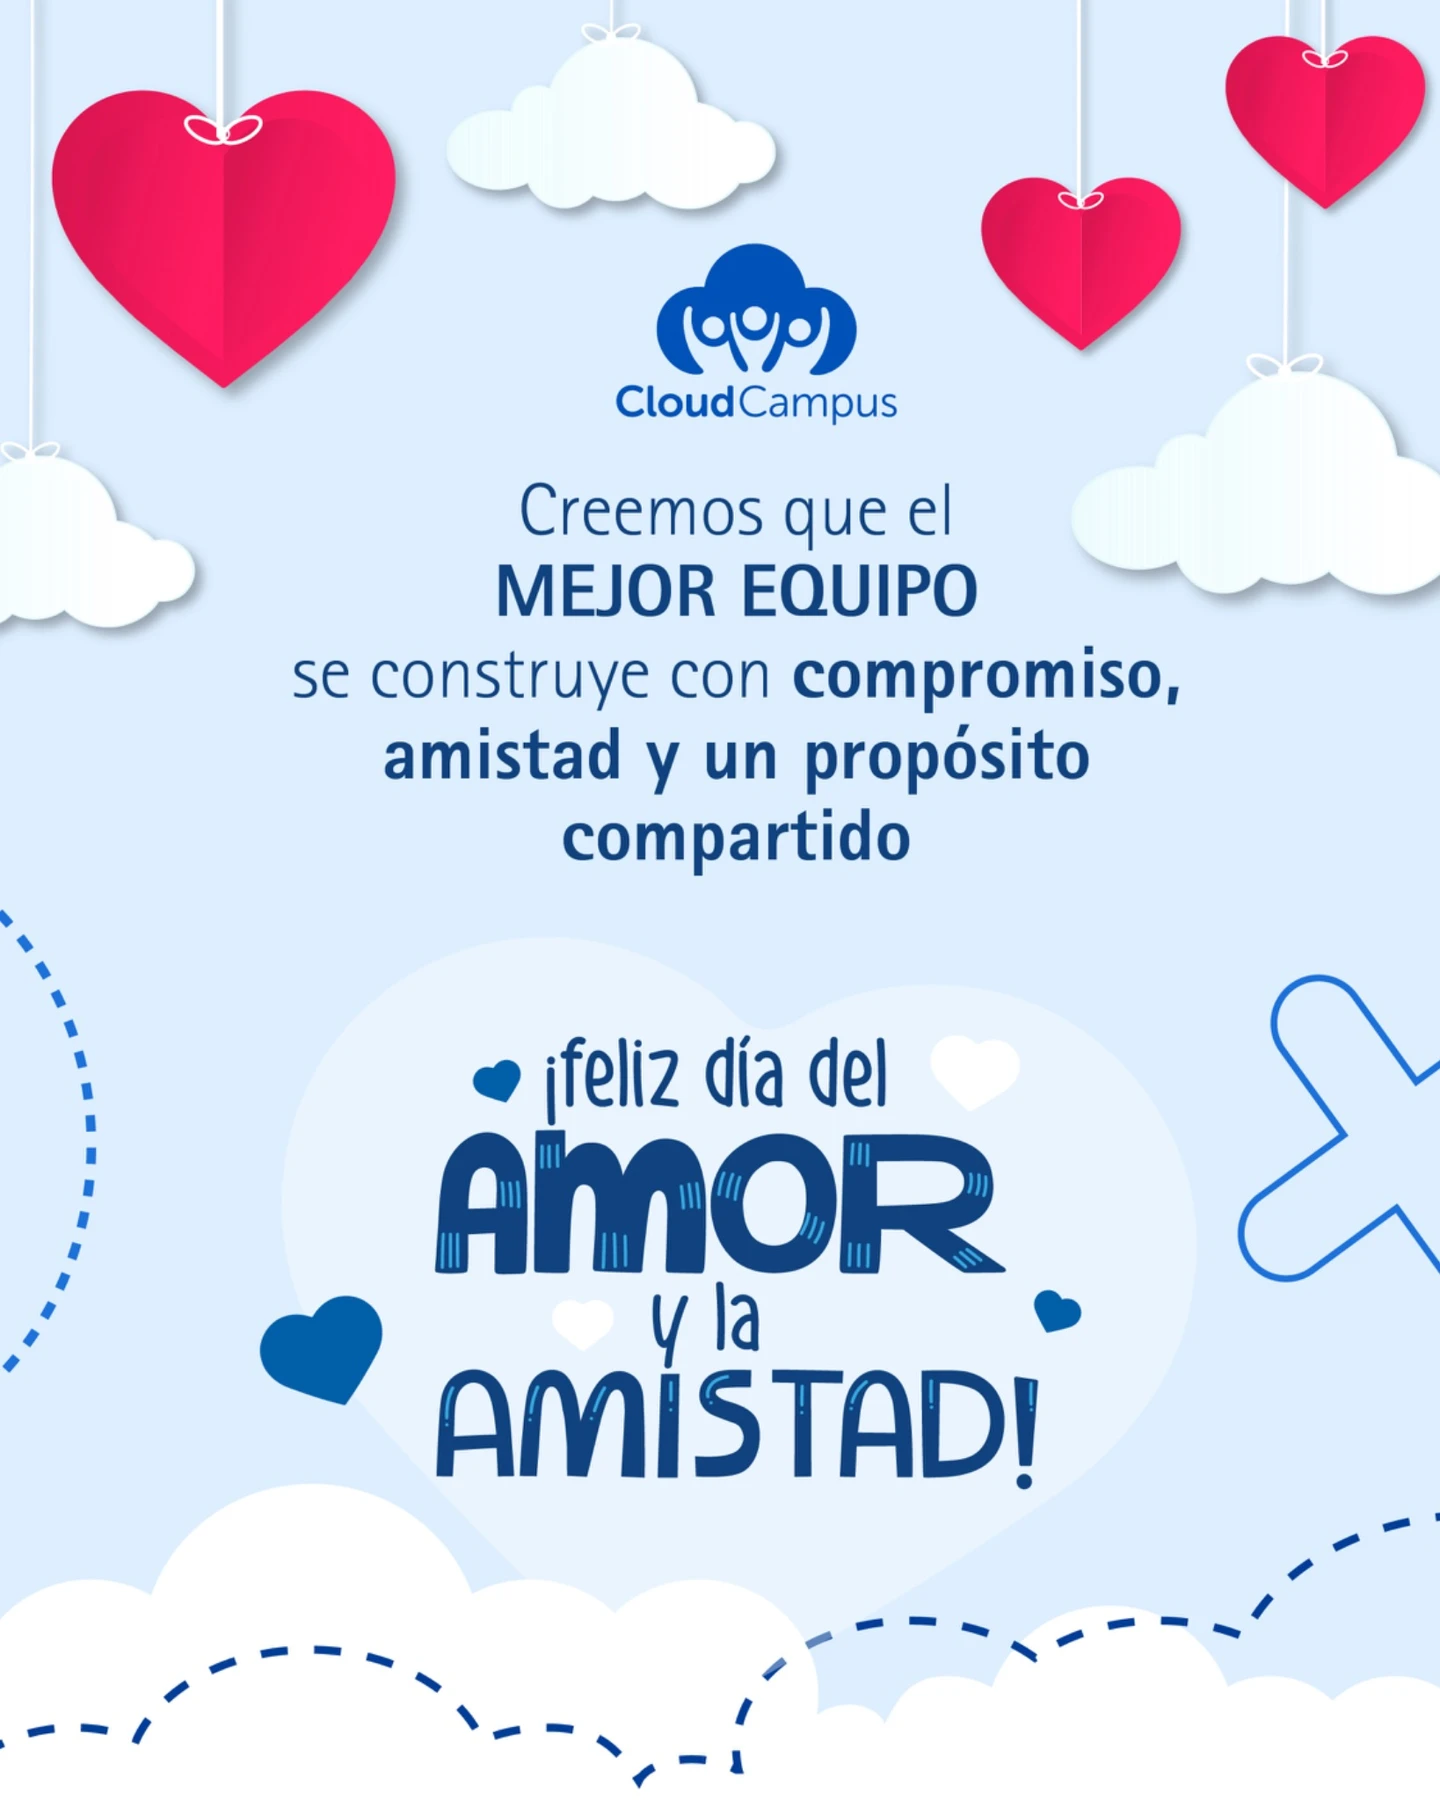 CloudCampus
Creemos que el
MEJOR EQUIPO
se construye con compromiso,
amistad y un propósito
compartido
¡feliz día del
AMOR
y la
AMISTAD!